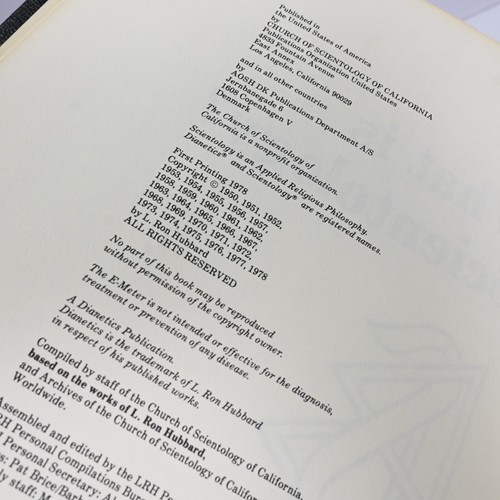 Published in
the United States of America
by
CHURCH OF SCIENTOLOGY OF CALIFORNIA
Publications Organization United States
4833 Fountain Avenue
East Annex
Los Angeles, California 90029
and in all other countries
by
AOSH DK Publications Department A/S
Jernbanegade 6
1608 Copenhagen V
Denmark
The Church of Scientology of
California is a nonprofit organization.
Scientology is an Applied Religious Philosophy.
Dianetics® and Scientology® are registered names.
First Printing 1978
Copyright © 1950, 1951, 1952,
1953, 1954, 1955, 1956, 1957,
1958, 1959, 1960, 1961, 1962,
1963, 1964, 1965, 1966, 1967,
1968, 1969, 1970, 1971, 1972,
1973, 1974, 1975, 1976, 1977, 1978
by L. Ron Hubbard
ALL RIGHTS RESERVED
No part of this book may be reproduced
without permission of the copyright owner.
The E-Meter is not intended or effective for the diagnosis,
treatment or prevention of any disease.
A Dianetics Publication.
Dianetics is the trademark of L. Ron Hubbard
in respect of his published works.
Compiled by staff of the Church of Scientology of California,
based on the works of L. Ron Hubbard,
and Archives of the Church of Scientology of California
Worldwide.
Assembled and edited by the LRH Pe
RH Personal Compilations Bur
Personal Secretary: Al
s: Pat Brice/Barb
ly staff: M